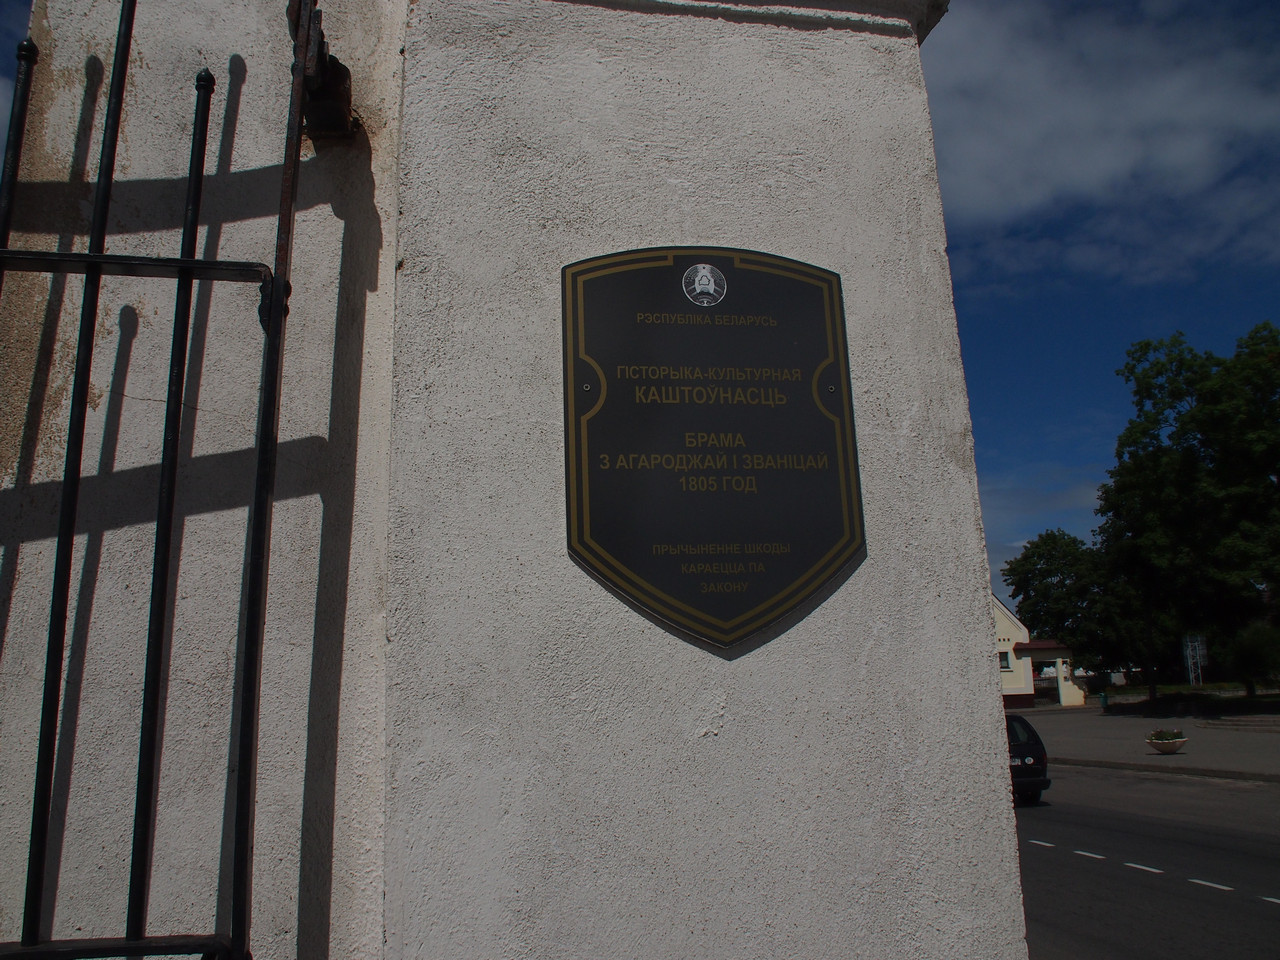 РЭСПУБЛІКА БЕЛАРУСЬ
ГІСТОРЫКА-КУЛЬТУРНАЯ
КАШТОЎНАСЦЬ
БРАМА
З АГАРОДЖАЙ І ЗВАНІЦАЙ
1805 ГОД
ПРЫЧЫНЕННЕ ШКОДЫ
КАРАЕЦЦА ПА
ЗАКОНУ